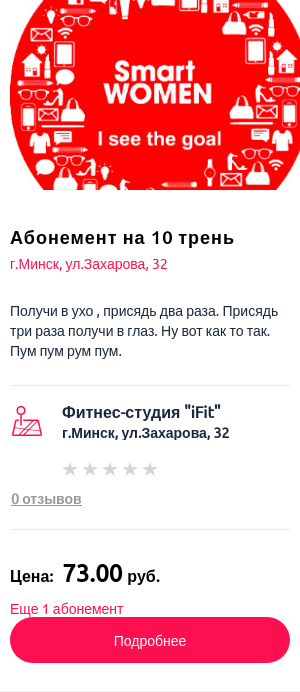 Smart
WOMEN
I see the goal
Абонемент на 10 трень
г.Минск, ул.Захарова, 32
Получи в ухо , присядь два раза. Присядь
три раза получи в глаз. Ну вот как то так.
Пум пум рум пум.
Фитнес-студия "iFit"
г.Минск, ул.Захарова, 32
0 отзывов
Цена: 73.00 руб.
Еще 1 абонемент
Подробнее